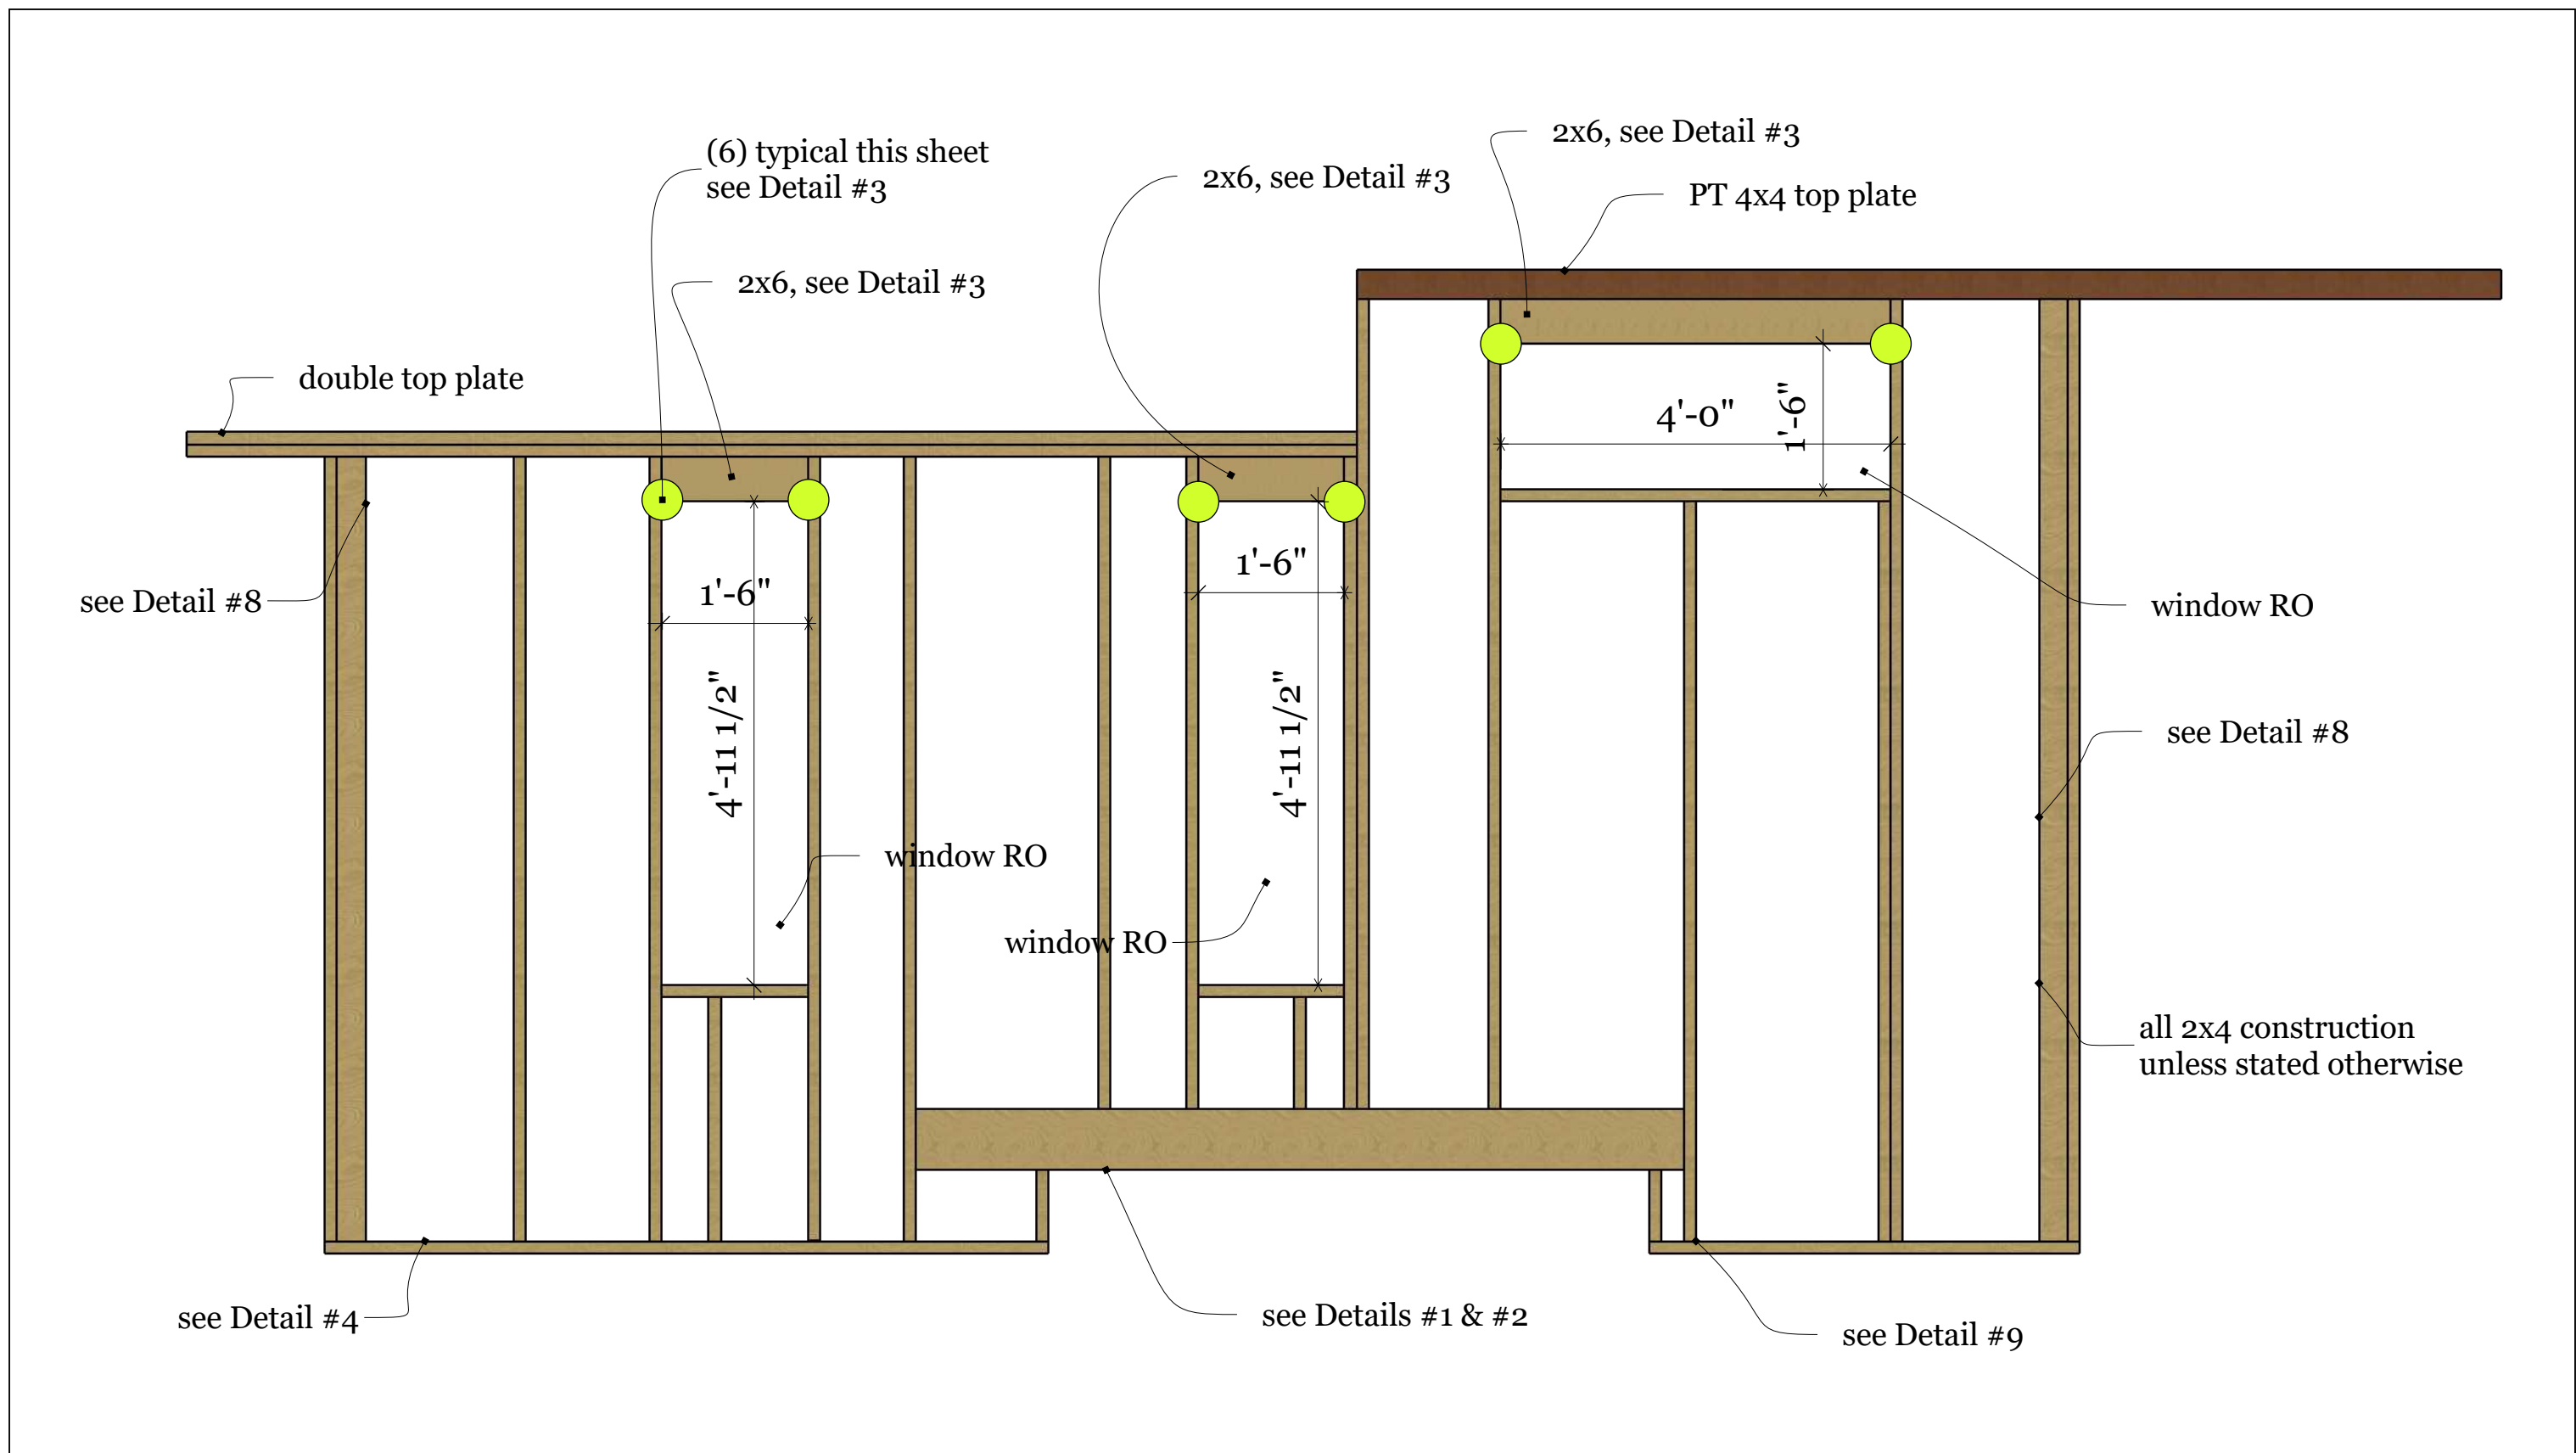 2x6, see Detail #3
(6) typical this sheet
see Detail #3
2x6, see Detail #3
PT 4x4 top plate
2x6, see Detail #3
double top plate
4'-0"
1'-6"
1'-6"
1'-6"
see Detail #8
window RO
4'-11 1/2"
4'-11 1/2"
see Detail #8
window RO
window RO
all 2x4 construction
unless stated otherwise
see Detail #4
see Details #1 & #2
see Detail #9